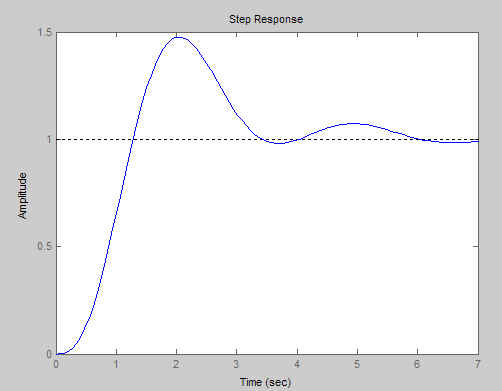 Step Response
1.5
1
0.5
0
Amplitude
0 1 2 3 4 5 6 7
Time (sec)